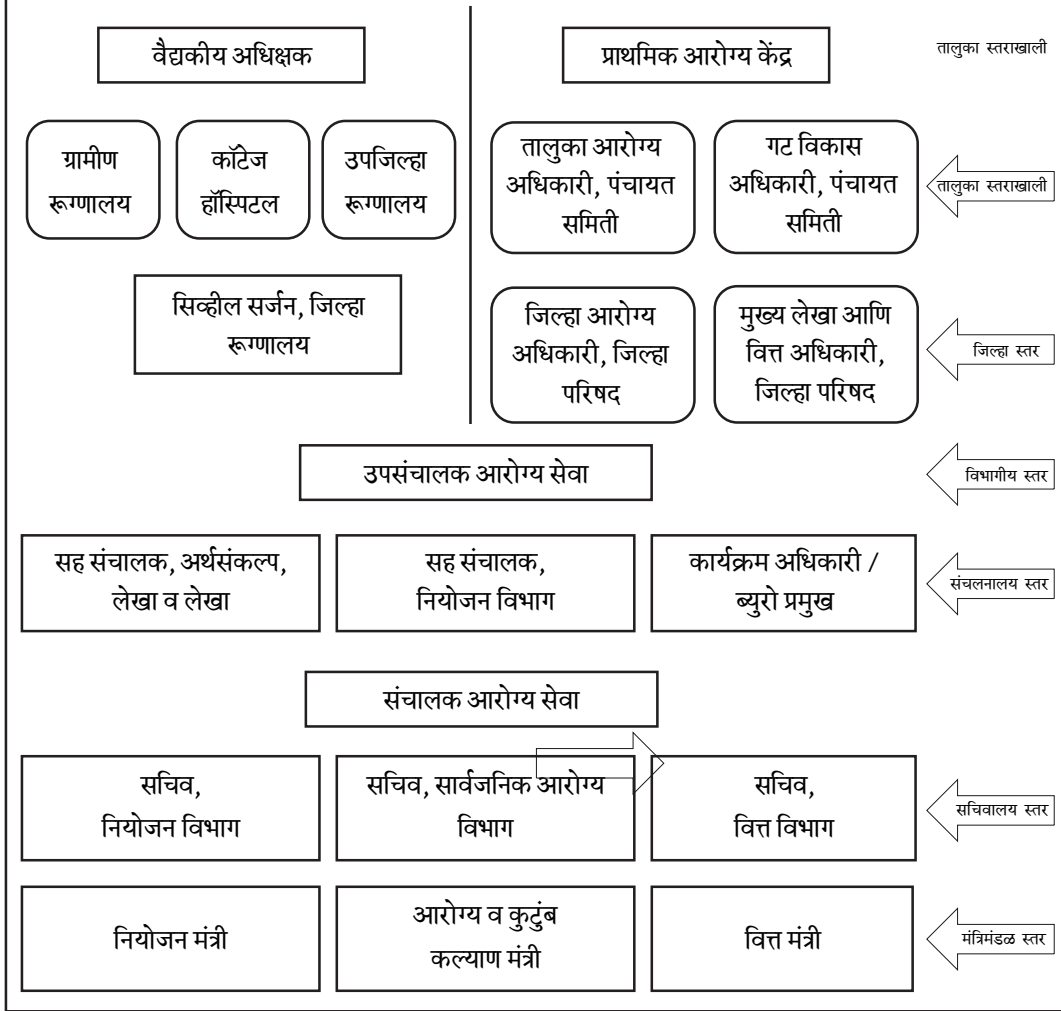 वैद्यकीय अधिक्षक
प्राथमिक आरोग्य केंद्र
तालुका स्तराखाली
ग्रामीण
रूग्णालय
कॉटेज
हॉस्पिटल
उपजिल्हा
रूग्णालय
तालुका आरोग्य
अधिकारी, पंचायत
समिती
गट विकास
अधिकारी, पंचायत
समिती
तालुका स्तराखाली
सिव्हील सर्जन, जिल्हा
रूग्णालय
जिल्हा आरोग्य
अधिकारी, जिल्हा
परिषद
मुख्य लेखा आणि
वित्त अधिकारी,
जिल्हा परिषद
जिल्हा स्तर
उपसंचालक आरोग्य सेवा
विभागीय स्तर
सह संचालक, अर्थसंकल्प,
लेखा व लेखा
सह संचालक,
नियोजन विभाग
कार्यक्रम अधिकारी /
ब्युरो प्रमुख
संचलनालय स्तर
संचालक आरोग्य सेवा
सचिव,
नियोजन विभाग
सचिव, सार्वजनिक आरोग्य
विभाग
सचिव,
वित्त विभाग
सचिवालय स्तर
नियोजन मंत्री
आरोग्य व कुटुंब
कल्याण मंत्री
वित्त मंत्री
मंत्रिमंडळ स्तर